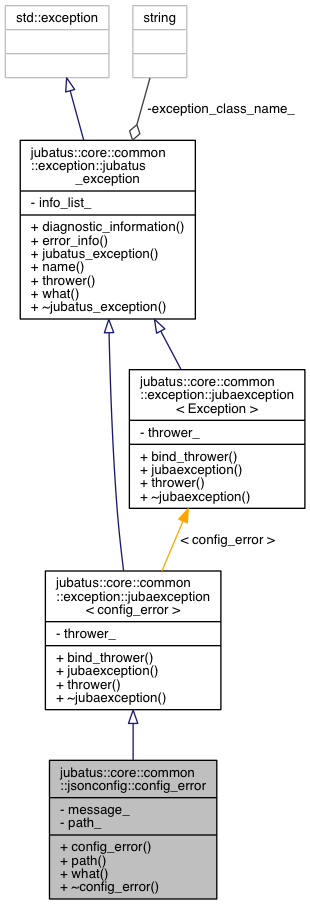 std::exception
string
-exception_class_name_
jubatus::core::common
::exception::jubatus
_exception
- info_list_
+ diagnostic_information()
+ error_info()
+ jubatus_exception()
+ name()
+ thrower()
+ what()
+ ~jubatus_exception()
jubatus::core::common
::exception::jubaexception
< Exception >
- thrower_
+ bind_thrower()
+ jubaexception()
+ thrower()
+ ~jubaexception()
< config_error >
jubatus::core::common
::exception::jubaexception
< config_error >
- thrower_
+ bind_thrower()
+ jubaexception()
+ thrower()
+ ~jubaexception()
jubatus::core::common
::jsonconfig::config_error
- message_
- path_
+ config_error()
+ path()
+ what()
+ ~config_error()